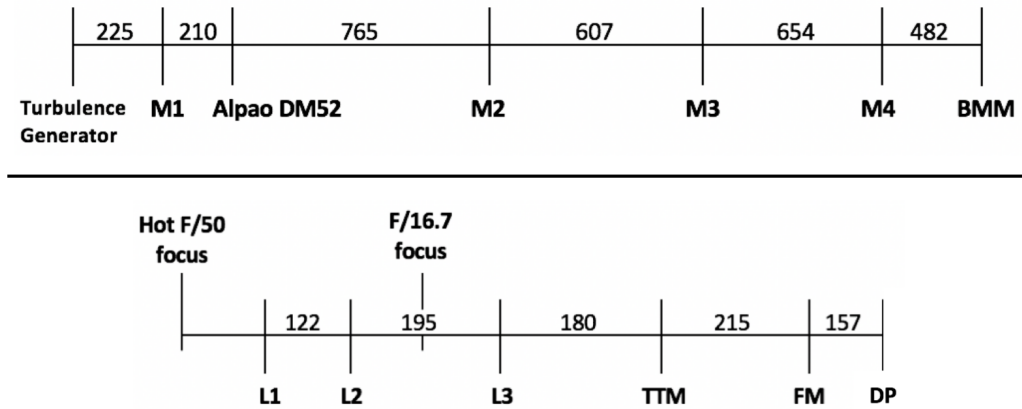 225 210 765 607 654 482
Turbulence Generator M1 Alpao DM52 M2 M3 M4 BMM
Hot F/50 focus
F/16.7 focus
122 195 180 215 157
L1 L2 L3 TTM FM DP